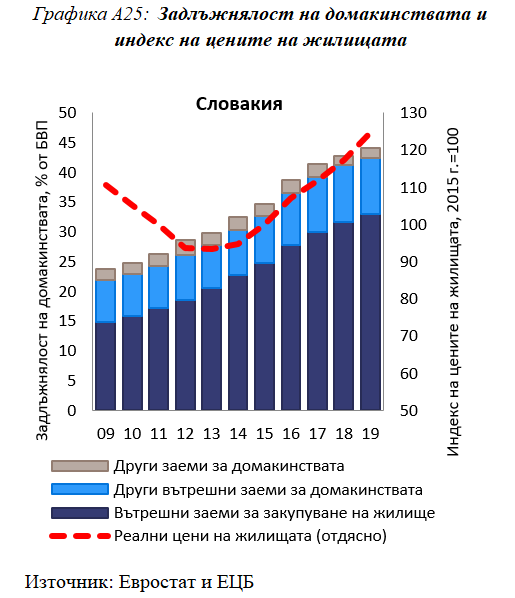 Графика А25: Задлъжнялост на домакинствата и
индекс на цените на жилищата
Словакия
Задлъжнялост на домакинствата, % от БВП
50
45
40
35
30
25
20
15
10
5
0
130
120
110
100
90
80
70
60
50
Индекс на цените на жилищата, 2015 г.=100
09 10 11 12 13 14 15 16 17 18 19
Други заеми за домакинствата
Други вътрешни заеми за домакинствата
Вътрешни заеми за закупуване на жилище
Реални цени на жилищата (отдясно)
Източник: Евростат и ЕЦБ